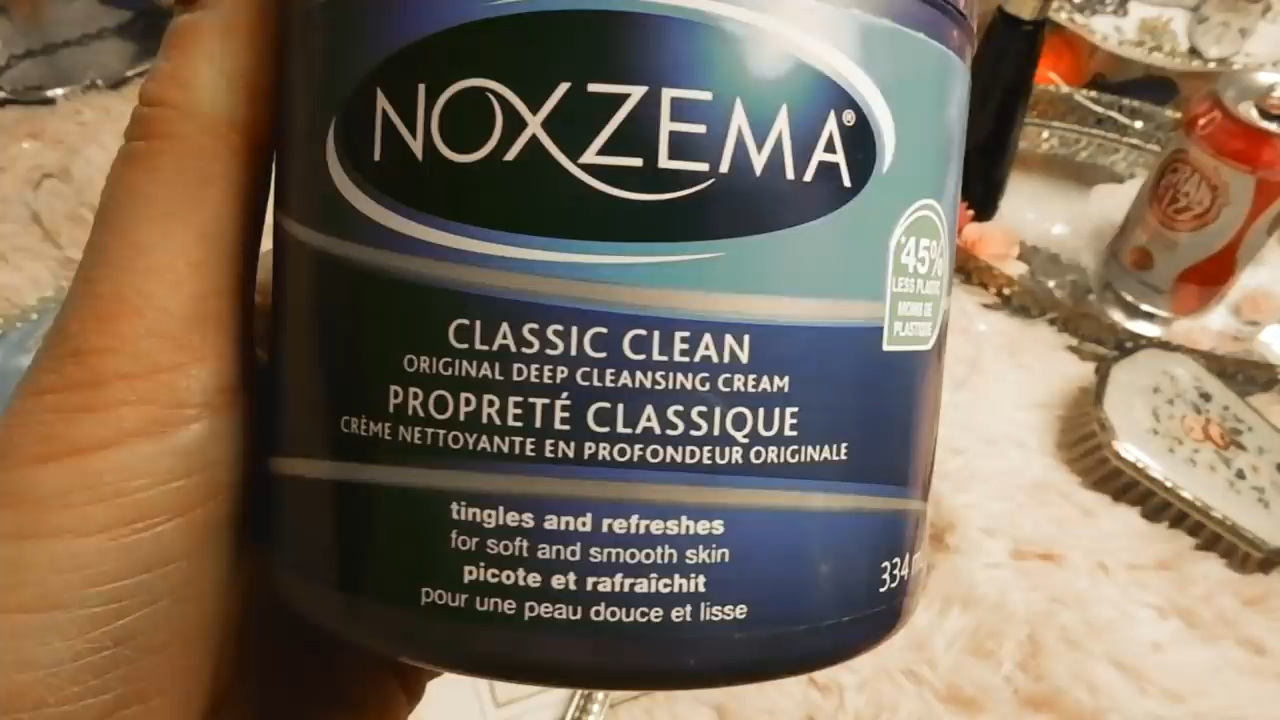 NOXZEMA®
*45%
LESS PLASTIC
MOINS DE
PLASTIQUE
CLASSIC CLEAN
ORIGINAL DEEP CLEANSING CREAM
PROPRETÉ CLASSIQUE
CRÈME NETTOYANTE EN PROFONDEUR ORIGINALE
tingles and refreshes
for soft and smooth skin
picote et rafraîchit
pour une peau douce et lisse
334 m